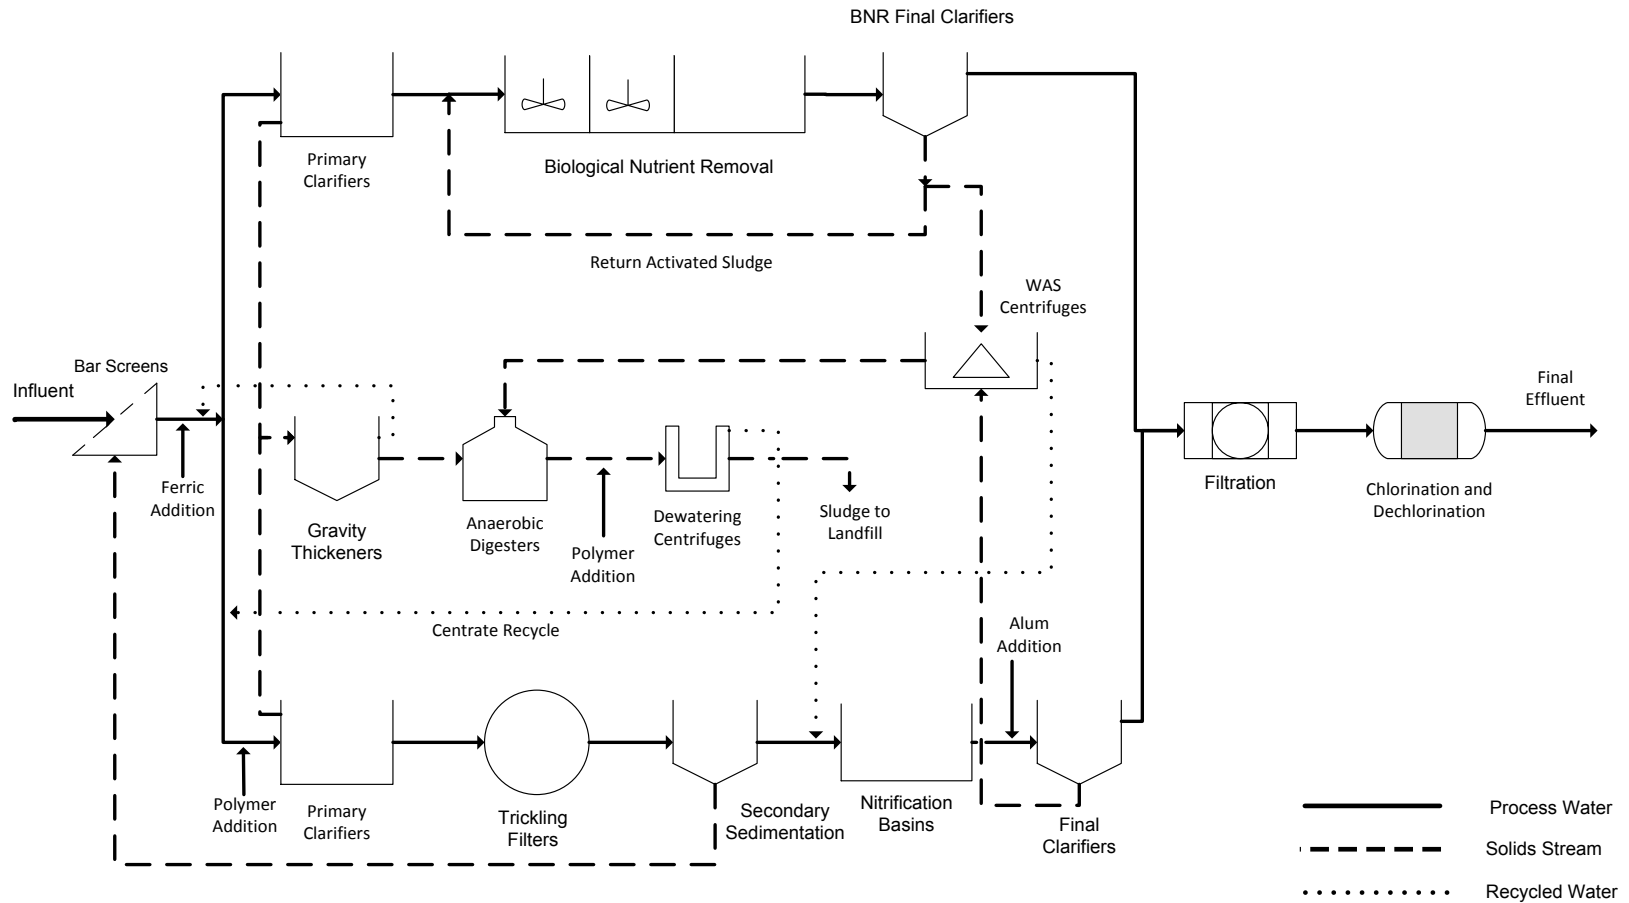 BNR Final Clarifiers
Primary
Clarifiers
Biological Nutrient Removal
Return Activated Sludge
WAS
Centrifuges
Bar Screens
Influent
Final
Effluent
Ferric
Addition
Gravity
Thickeners
Anaerobic
Digesters
Polymer
Addition
Dewatering
Centrifuges
Sludge to
Landfill
Filtration
Chlorination and
Dechlorination
Centrate Recycle
Alum
Addition
Polymer
Addition
Primary
Clarifiers
Trickling
Filters
Secondary
Sedimentation
Nitrification
Basins
Final
Clarifiers
Process Water
Solids Stream
Recycled Water